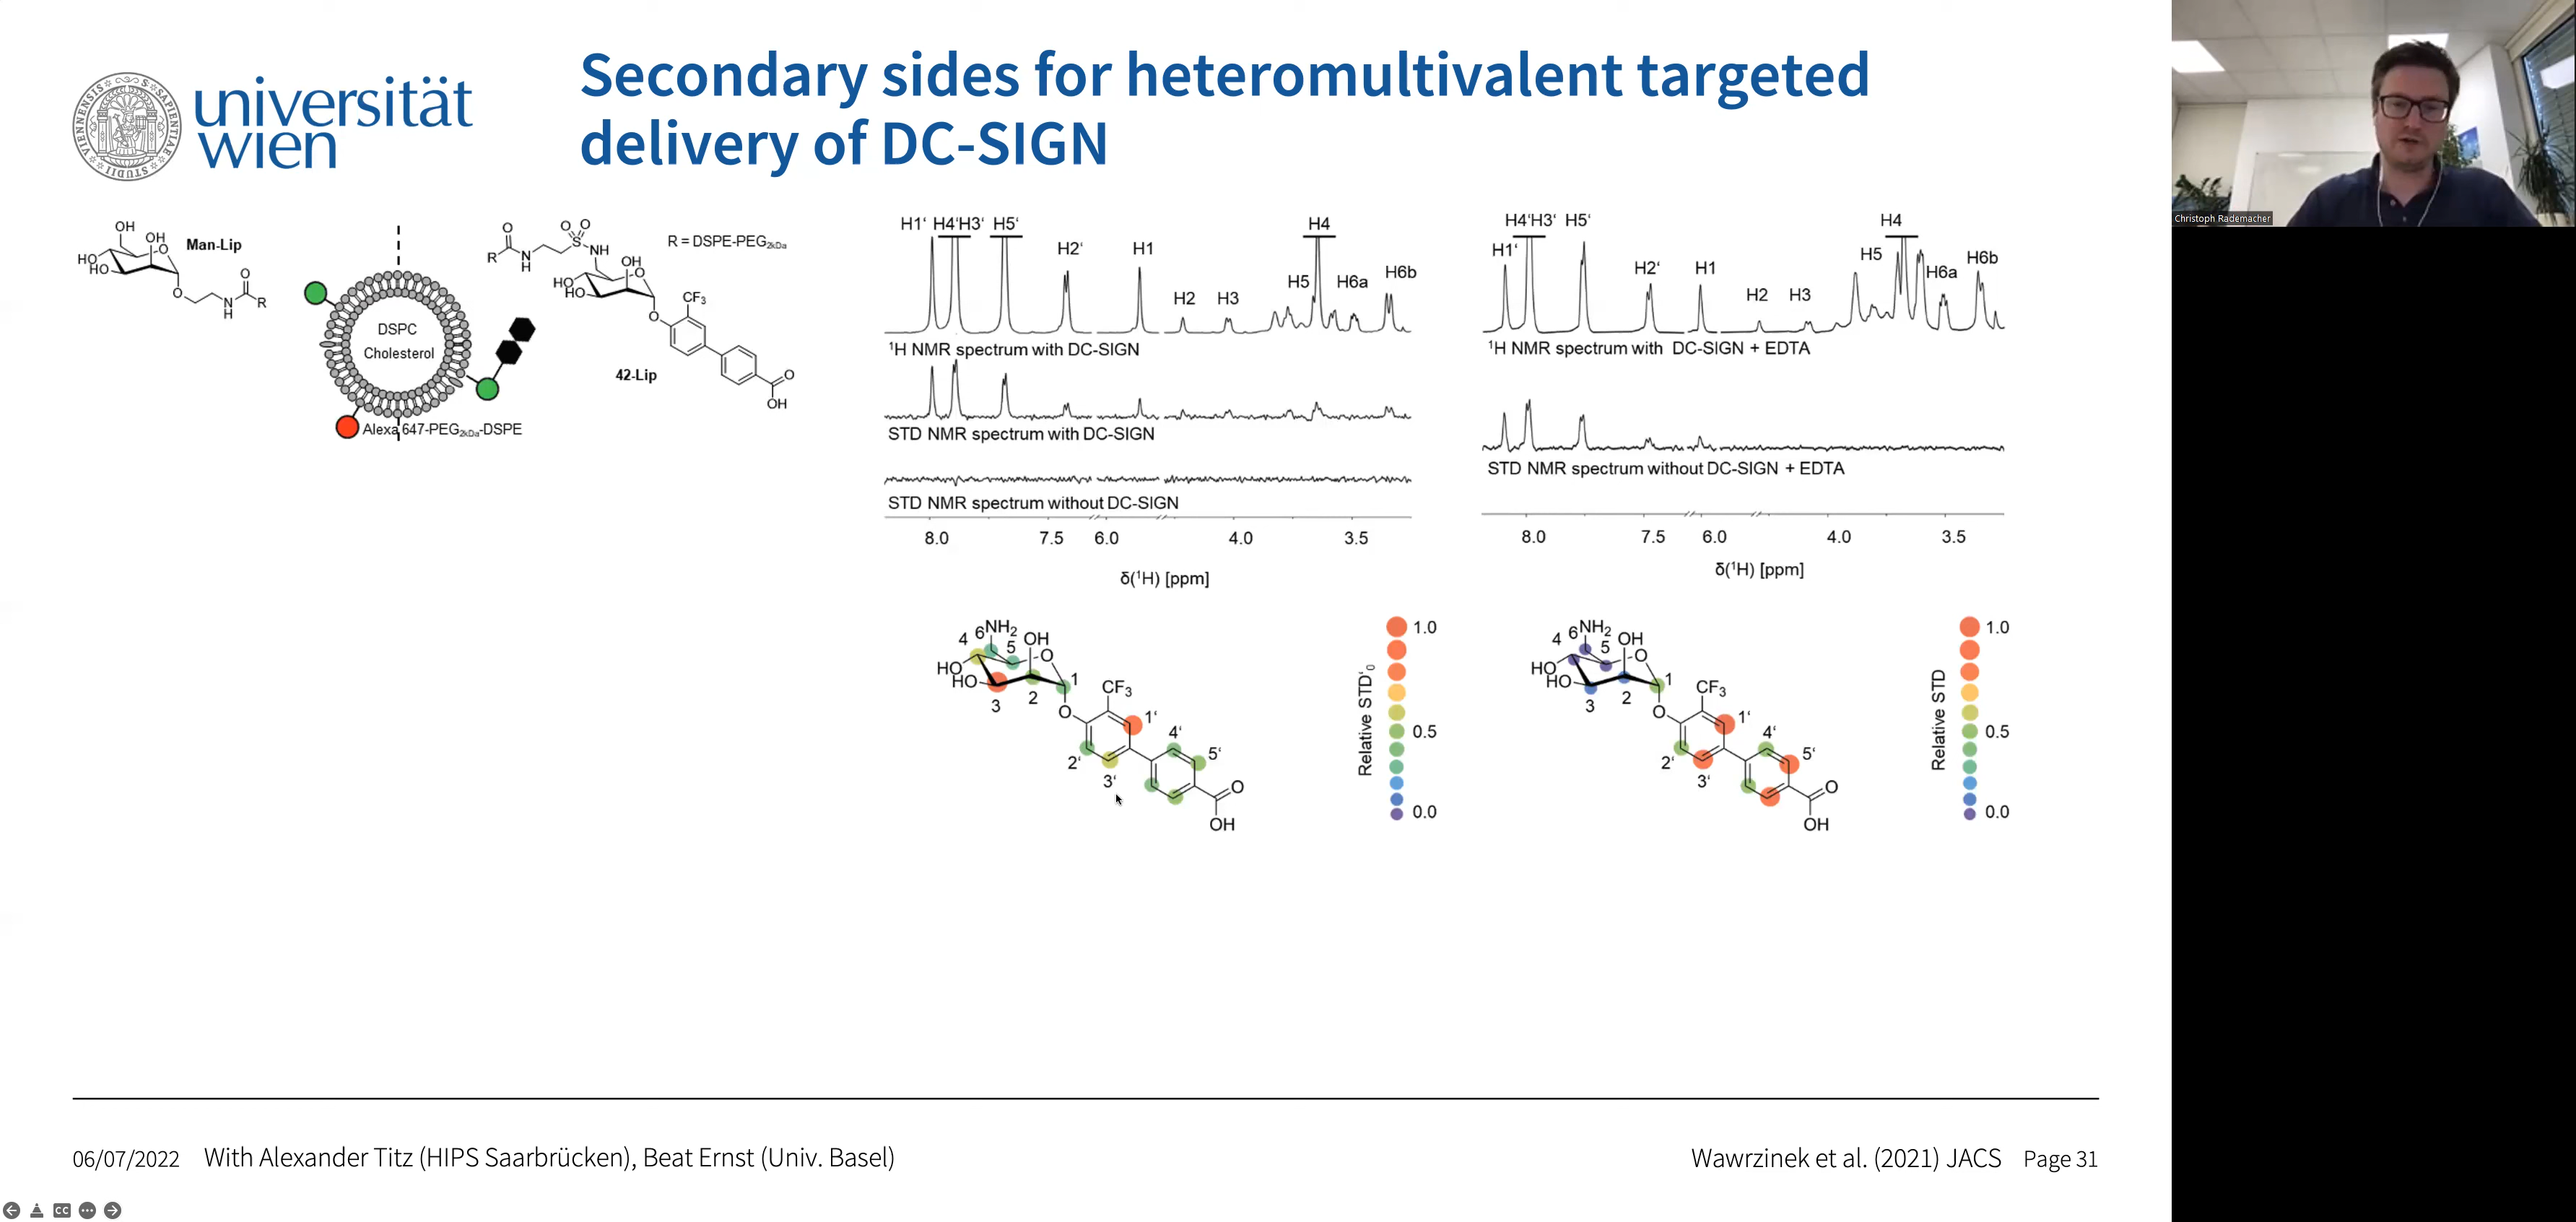 universität
wien
Secondary sides for heteromultivalent targeted
delivery of DC-SIGN
Christoph Rademacher
OH
OH
O
HO
HO
O
N
H
O
R
Man-Lip
DSPC
Cholesterol
Alexa 647-PEG2kDa-DSPE
O
R
N
H
O O
S
NH
OH
O
HO
HO
O
CF3
O
OH
42-Lip
R = DSPE-PEG2kDa
H1‘ H4‘H3‘ H5‘ H2‘ H1 H2 H3 H5 H4 H6a H6b
1H NMR spectrum with DC-SIGN
STD NMR spectrum with DC-SIGN
STD NMR spectrum without DC-SIGN
8.0 7.5 6.0 4.0 3.5
δ(1H) [ppm]
H1‘ H4‘H3‘ H5‘ H2‘ H1 H2 H3 H5 H4 H6a H6b
1H NMR spectrum with DC-SIGN + EDTA
STD NMR spectrum without DC-SIGN + EDTA
8.0 7.5 6.0 4.0 3.5
δ(1H) [ppm]
4 6 NH2
5 OH
O
HO
HO
3 2 1
O
CF3
1‘
2‘
3‘
4‘
5‘
O
OH
Relative STD‘0
1.0
0.5
0.0
4 6 NH2
5 OH
O
HO
HO
3 2 1
O
CF3
1‘
2‘
3‘
4‘
5‘
O
OH
Relative STD
1.0
0.5
0.0
06/07/2022 With Alexander Titz (HIPS Saarbrücken), Beat Ernst (Univ. Basel)
Wawrzinek et al. (2021) JACS Page 31
CC